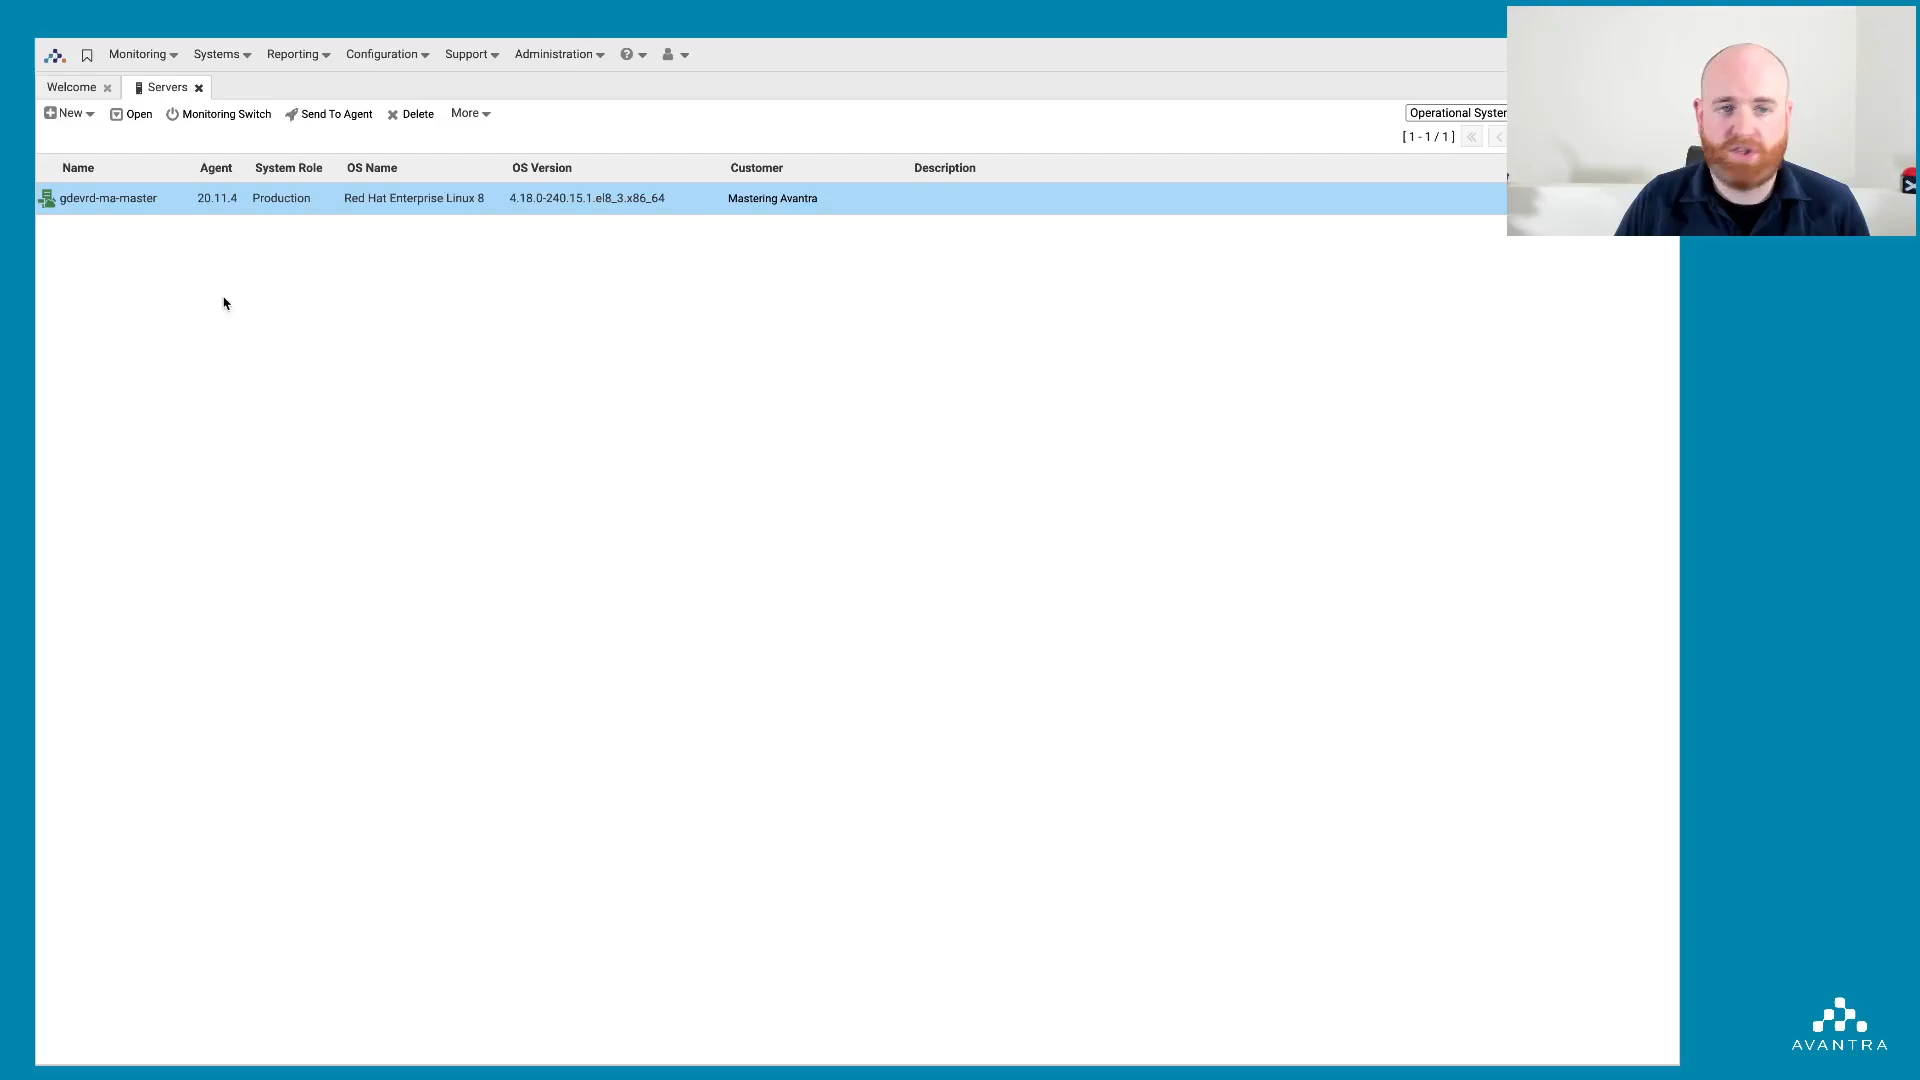 Monitoring Systems Reporting Configuration Support Administration
Welcome Servers
New Open Monitoring Switch Send To Agent Delete More Operational System
[ 1 - 1 / 1 ]
Name Agent System Role OS Name OS Version Customer Description
gdevrd-ma-master 20.11.4 Production Red Hat Enterprise Linux 8 4.18.0-240.15.1.el8_3.x86_64 Mastering Avantra
AVANTRA